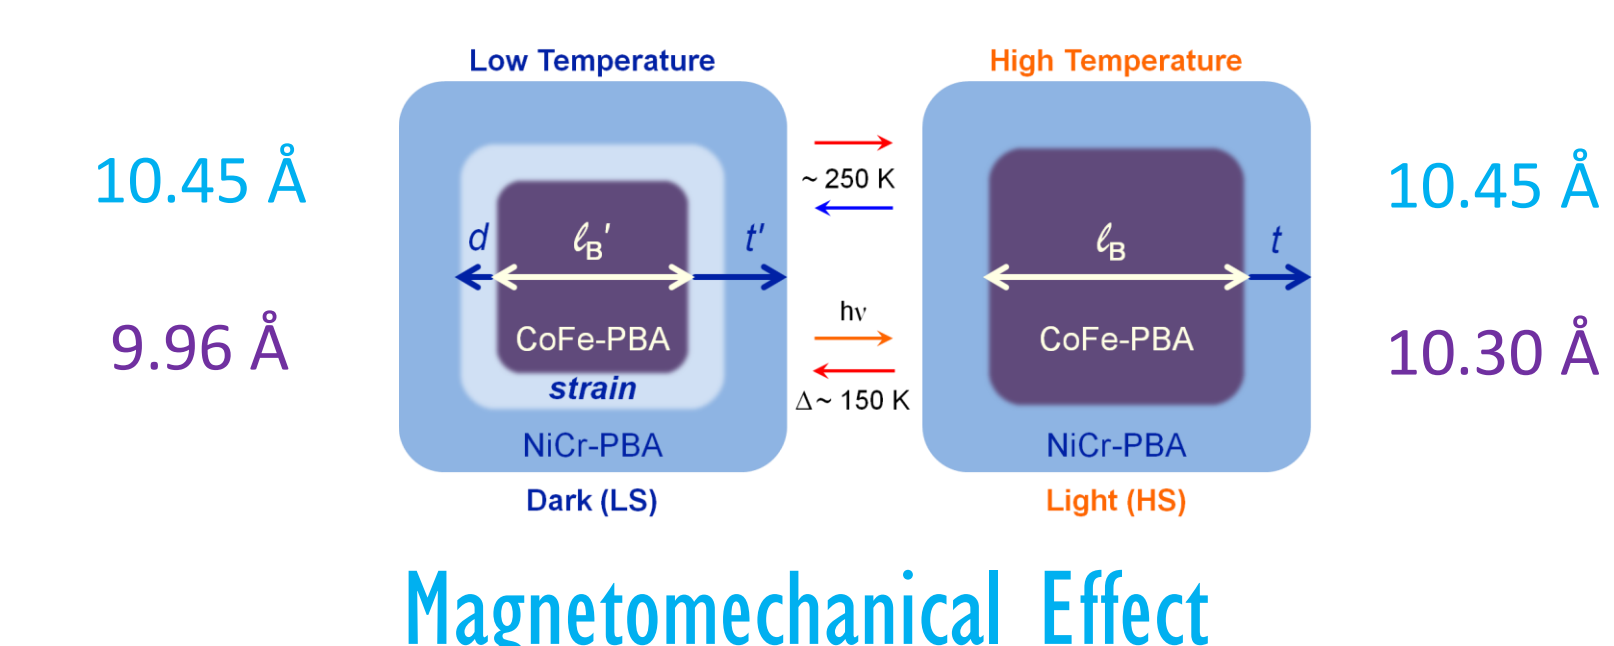 Low Temperature
High Temperature
10.45 Å
~ 250 K
10.45 Å
d
ℓB'
t'
ℓB
t
hν
9.96 Å
CoFe-PBA
CoFe-PBA
10.30 Å
strain
Δ~ 150 K
NiCr-PBA
NiCr-PBA
Dark (LS)
Light (HS)
Magnetomechanical Effect